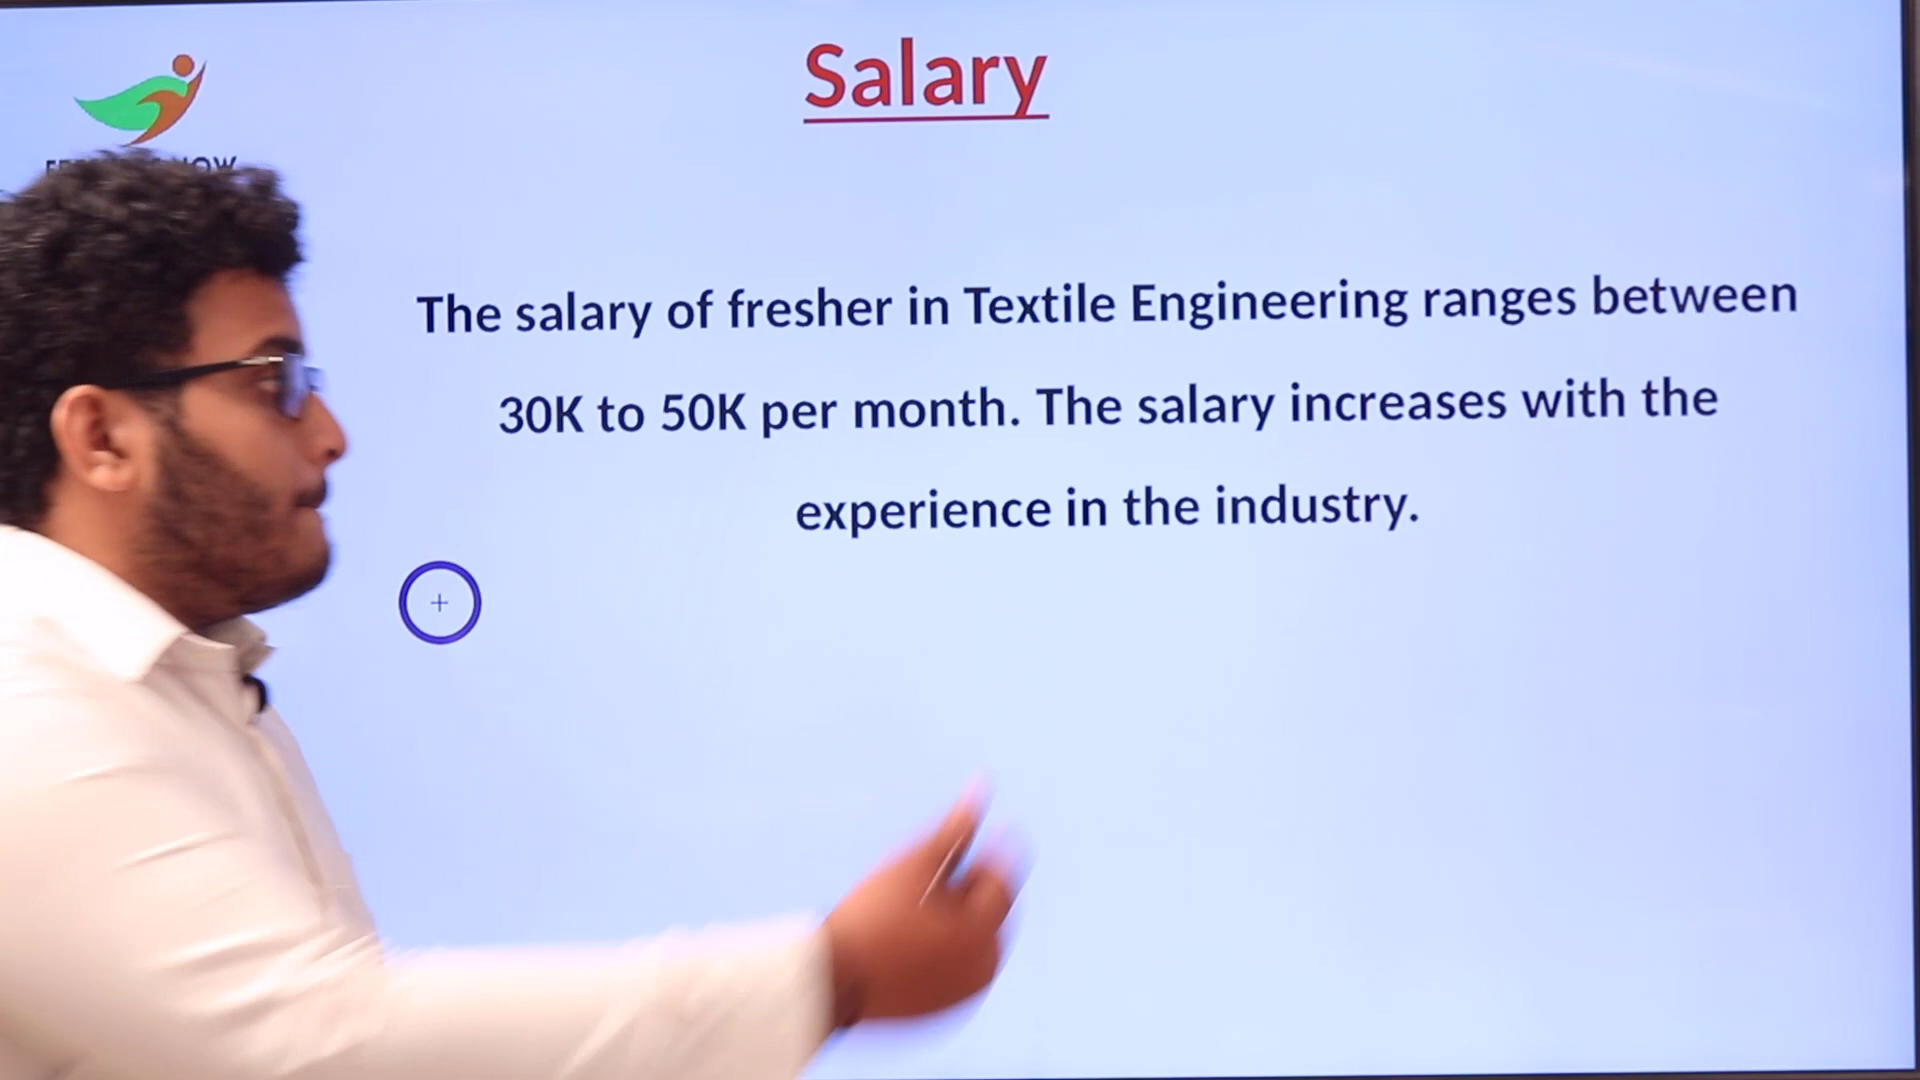 Salary
The salary of fresher in Textile Engineering ranges between
30K to 50K per month. The salary increases with the
experience in the industry.